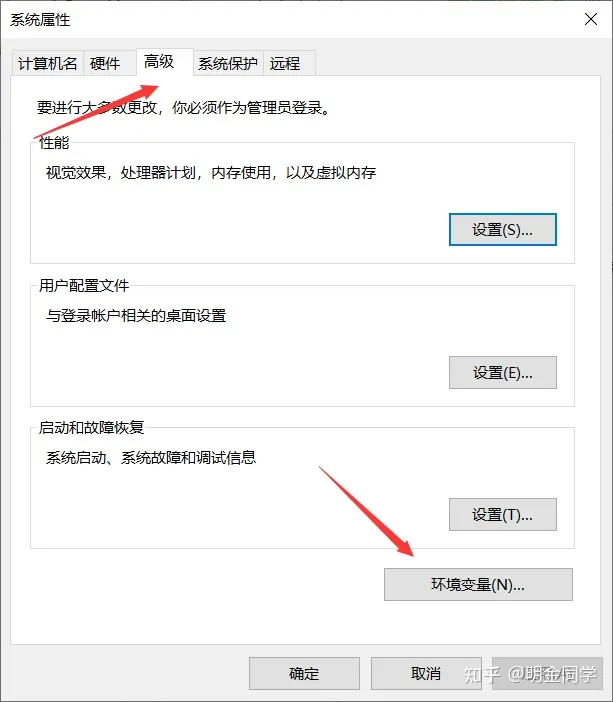 系统属性
计算机名 硬件 高级 系统保护 远程
要进行大多数更改，你必须作为管理员登录。
性能
视觉效果，处理器计划，内存使用，以及虚拟内存
设置(S)...
用户配置文件
与登录帐户相关的桌面设置
设置(E)...
启动和故障恢复
系统启动、系统故障和调试信息
设置(T)...
环境变量(N)...
确定 取消
知乎 @明金同学